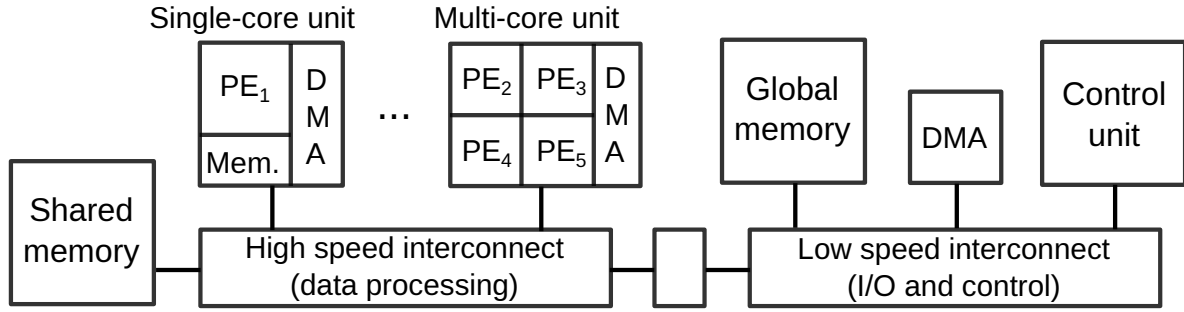 Single-core unit
Multi-core unit
PE₁
D
M
A
Mem.
...
PE₂
PE₃
PE₄
PE₅
D
M
A
Global
memory
DMA
Control
unit
Shared
memory
High speed interconnect
(data processing)
Low speed interconnect
(I/O and control)